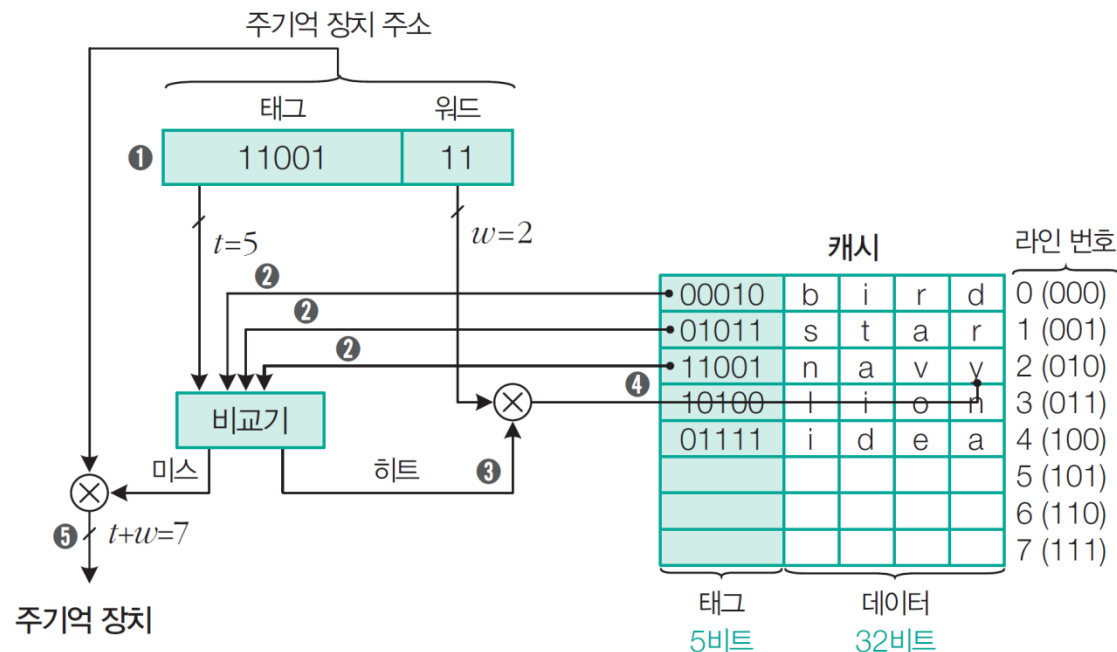 주기억 장치 주소
태그 워드
❶ 11001 11
t=5 w=2
캐시 라인 번호
❷ 00010 b i r d 0 (000)
❷ 01011 s t a r 1 (001)
❷ 11001 n a v y 2 (010)
❹ 10100 l i o n 3 (011)
비교기 01111 i d e a 4 (100)
미스 히트 ❸ 5 (101)
❺ t+w=7 6 (110)
7 (111)
주기억 장치 태그 데이터
5비트 32비트